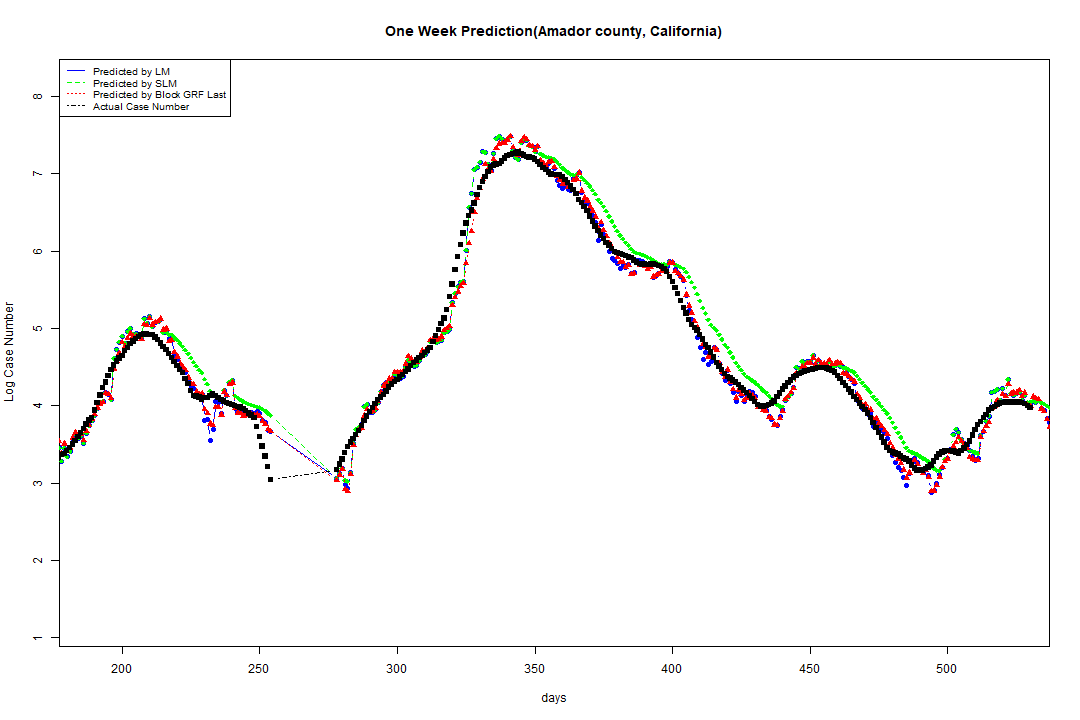 One Week Prediction(Amador county, California)
Predicted by LM
Predicted by SLM
Predicted by Block GRF Last
Actual Case Number
Log Case Number
8
7
6
5
4
3
2
1
200 250 300 350 400 450 500
days